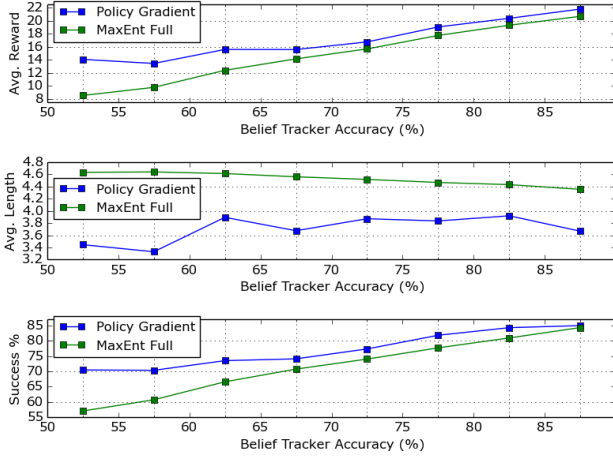 22
20
18
16
14
12
10
8
Avg. Reward
Policy Gradient
MaxEnt Full
50 55 60 65 70 75 80 85
Belief Tracker Accuracy (%)
4.8
4.6
4.4
4.2
4.0
3.8
3.6
3.4
3.2
Avg. Length
Policy Gradient
MaxEnt Full
50 55 60 65 70 75 80 85
Belief Tracker Accuracy (%)
85
80
75
70
65
60
55
Success %
Policy Gradient
MaxEnt Full
50 55 60 65 70 75 80 85
Belief Tracker Accuracy (%)